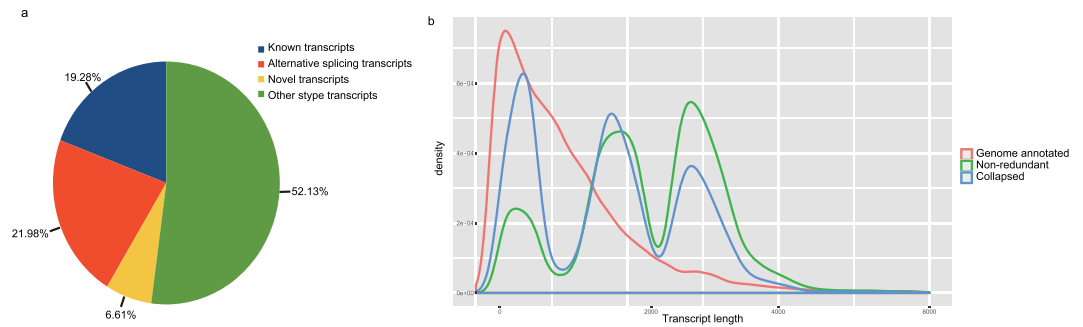 a
Known transcripts
Alternative splicing transcripts
Novel transcripts
Other stype transcripts
19.28%
52.13%
21.98%
6.61%
b
density
6e-04
4e-04
2e-04
0e+00
0
2000
4000
6000
Transcript length
Genome annotated
Non-redundant
Collapsed